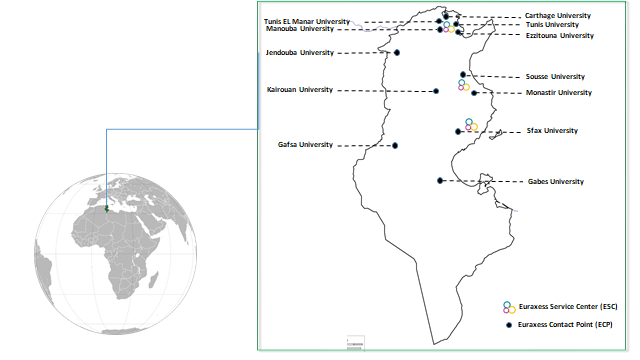 Tunis EL Manar University
Manouba University
Jendouba University
Kairouan University
Gafsa University
Carthage University
Tunis University
Ezzitouna University
Sousse University
Monastir University
Sfax University
Gabes University
Euraxess Service Center (ESC)
Euraxess Contact Point (ECP)